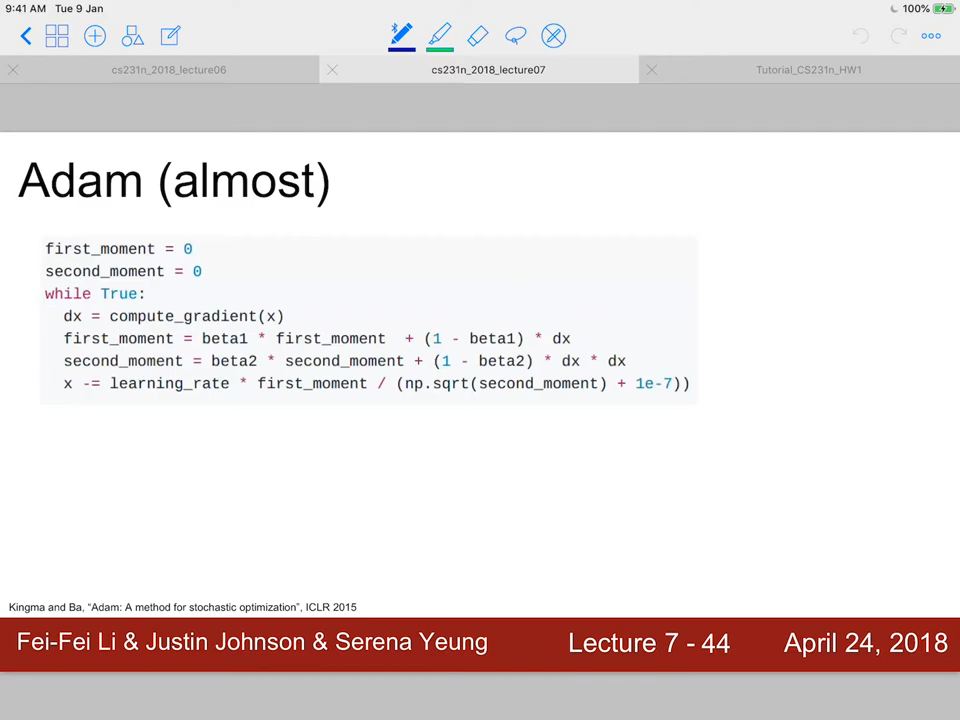 9:41 AM Tue 9 Jan 100%
cs231n_2018_lecture06 cs231n_2018_lecture07 Tutorial_CS231n_HW1
Adam (almost)
first_moment = 0
second_moment = 0
while True:
dx = compute_gradient(x)
first_moment = beta1 * first_moment + (1 - beta1) * dx
second_moment = beta2 * second_moment + (1 - beta2) * dx * dx
x -= learning_rate * first_moment / (np.sqrt(second_moment) + 1e-7))
Kingma and Ba, “Adam: A method for stochastic optimization”, ICLR 2015
Fei-Fei Li & Justin Johnson & Serena Yeung Lecture 7 - 44 April 24, 2018